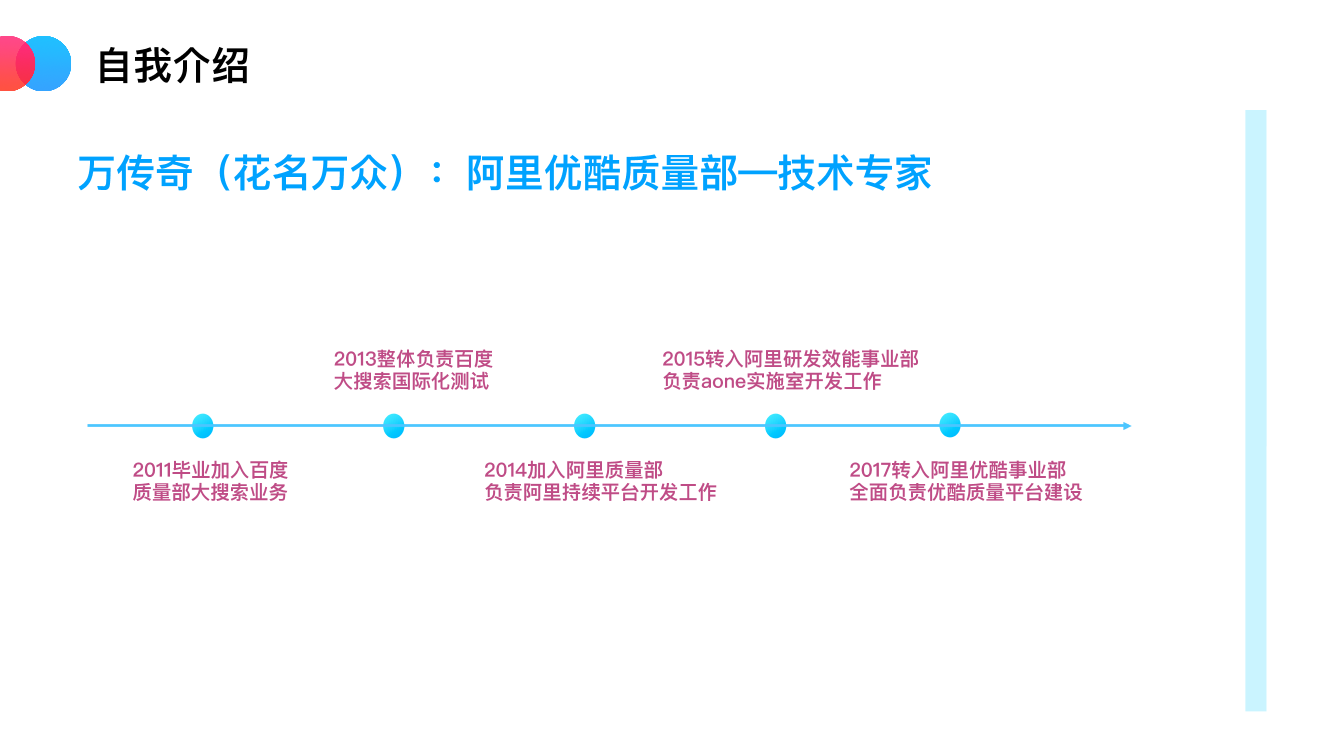 自我介绍
万传奇（花名万众）：阿里优酷质量部—技术专家
2013整体负责百度
大搜索国际化测试
2015转入阿里研发效能事业部
负责aone实施室开发工作
2011毕业加入百度
质量部大搜索业务
2014加入阿里质量部
负责阿里持续平台开发工作
2017转入阿里优酷事业部
全面负责优酷质量平台建设